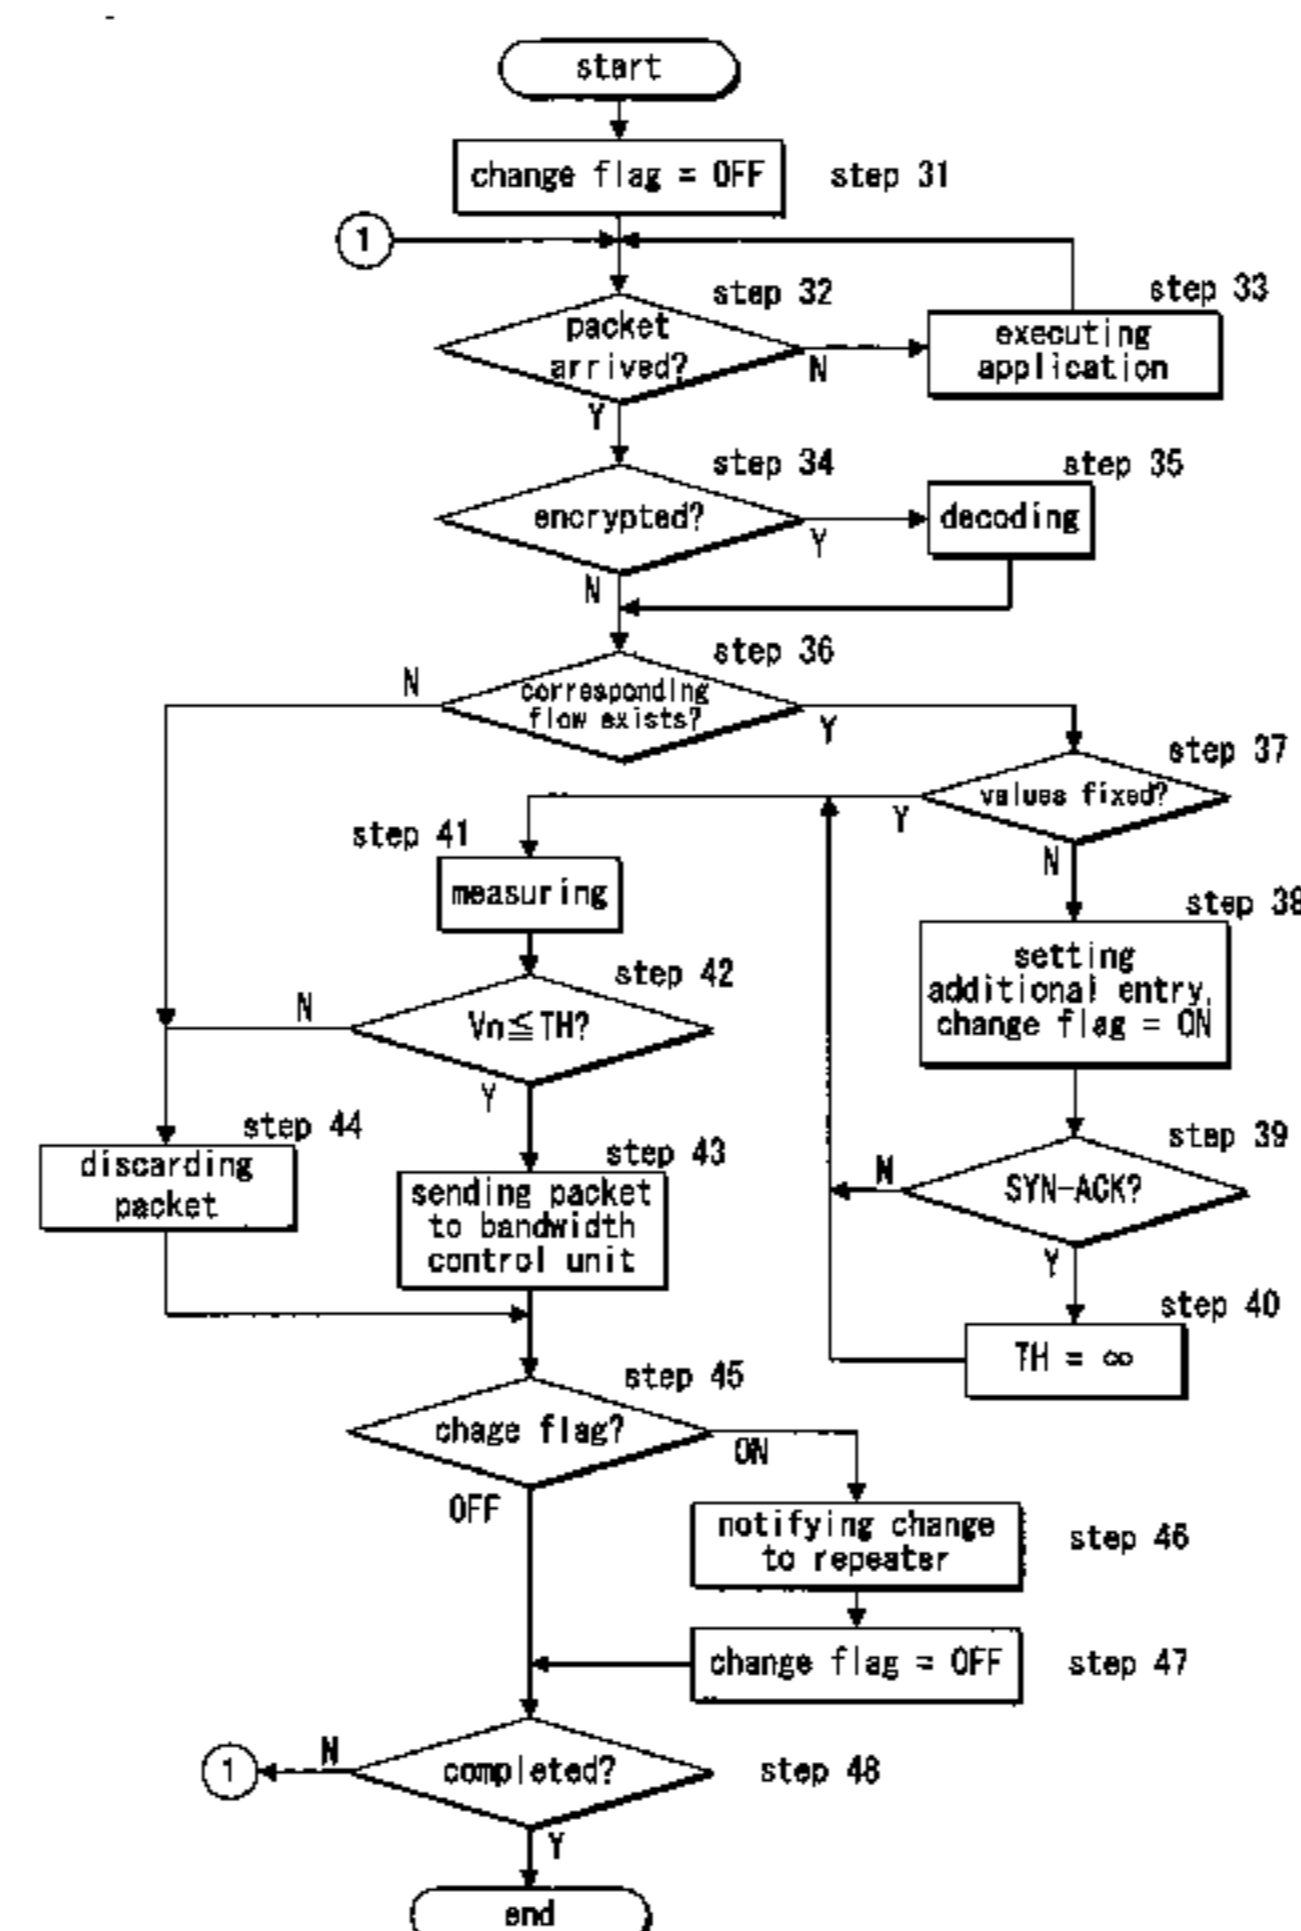 start
change flag = OFF
step 31
1
step 32
packet
arrived?
N
Y
step 33
executing
application
step 34
encrypted?
Y
N
step 35
decoding
step 36
corresponding
flow exists?
N
Y
step 37
values fixed?
Y
N
step 41
measuring
step 38
setting
additional entry,
change flag = ON
step 42
Vn≦TH?
N
Y
step 44
discarding
packet
step 43
sending packet
to bandwidth
control unit
step 39
SYN-ACK?
N
Y
step 40
TH = ∞
step 45
chage flag?
ON
OFF
notifying change
to repeater
step 46
change flag = OFF
step 47
1
N
completed?
step 48
Y
end